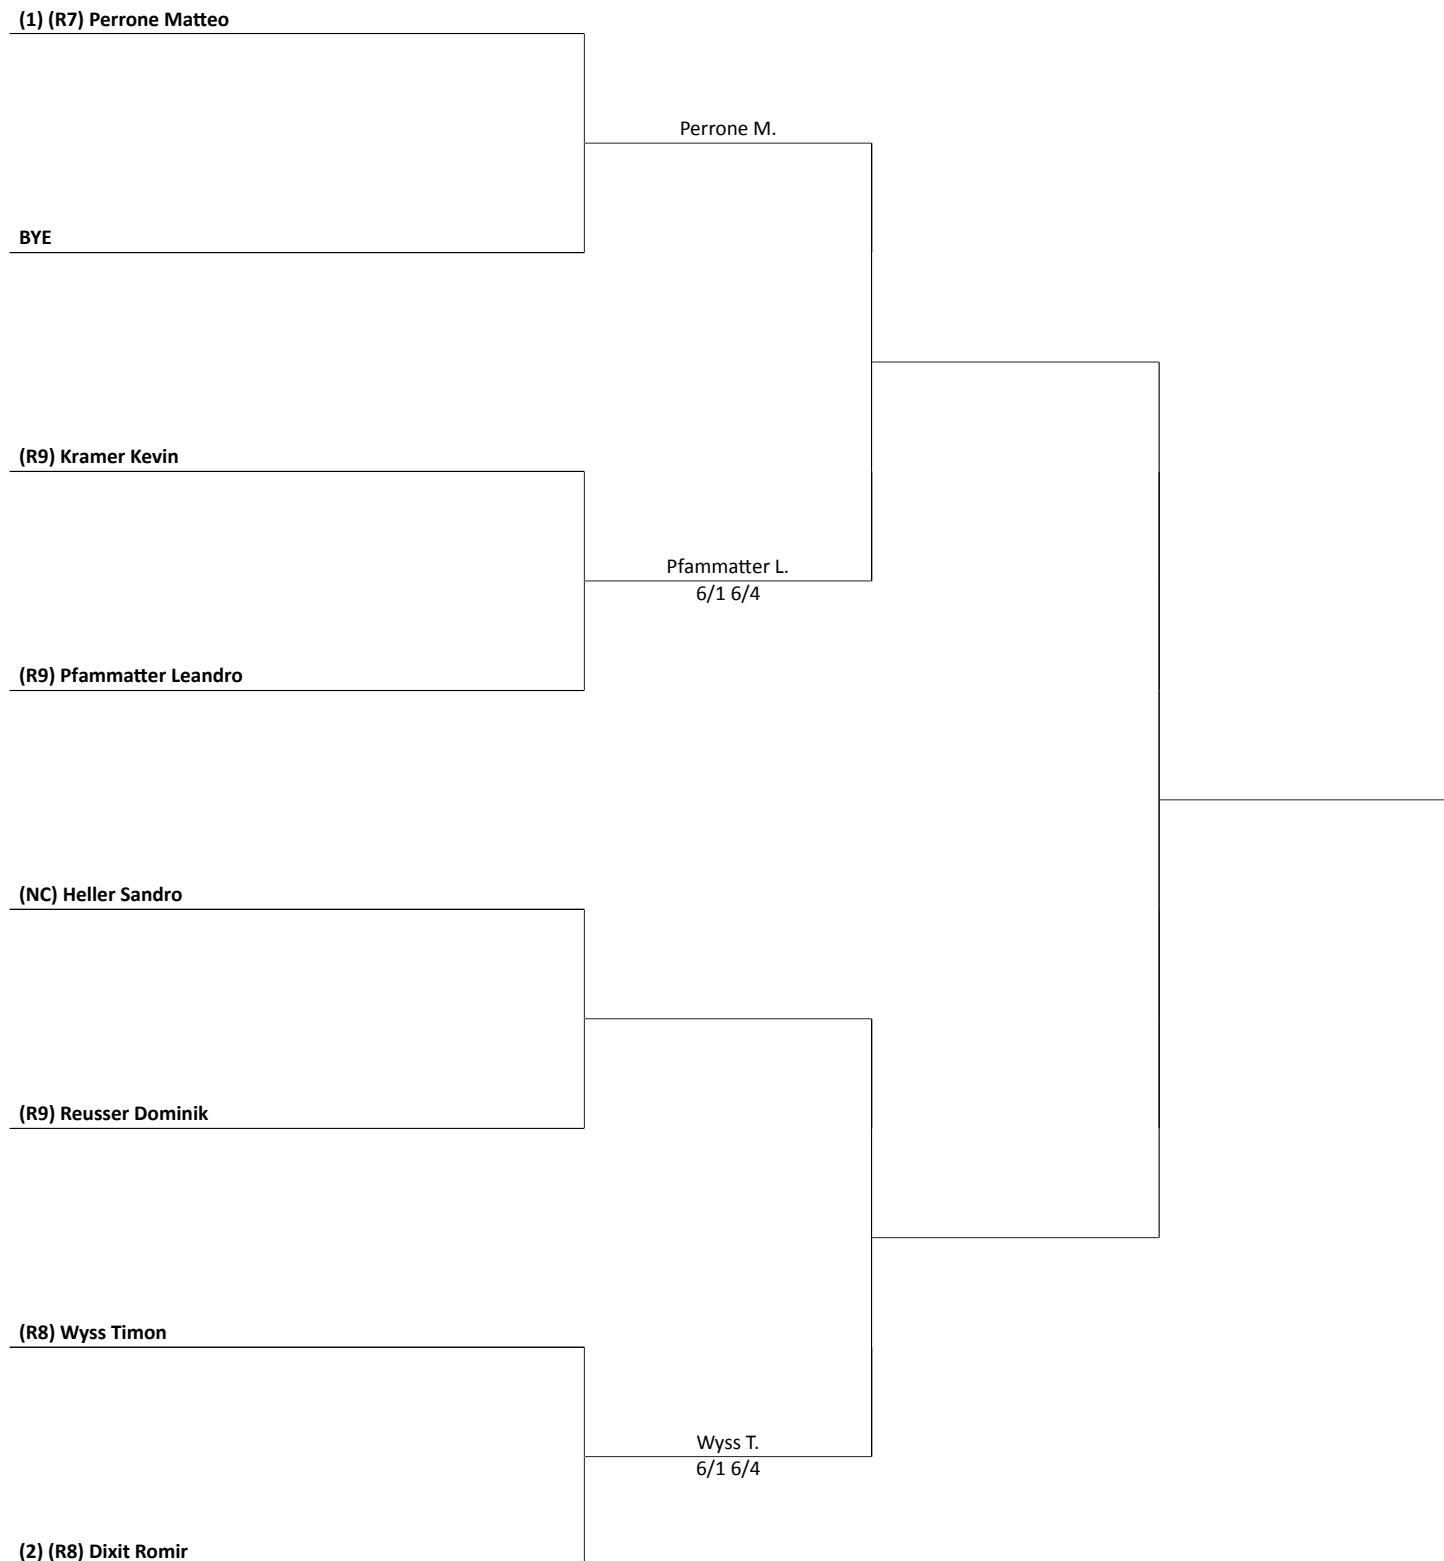 (1) (R7) Perrone Matteo
Perrone M.
BYE
(R9) Kramer Kevin
Pfammatter L.
6/1 6/4
(R9) Pfammatter Leandro
(NC) Heller Sandro
(R9) Reusser Dominik
(R8) Wyss Timon
Wyss T.
6/1 6/4
(2) (R8) Dixit Romir